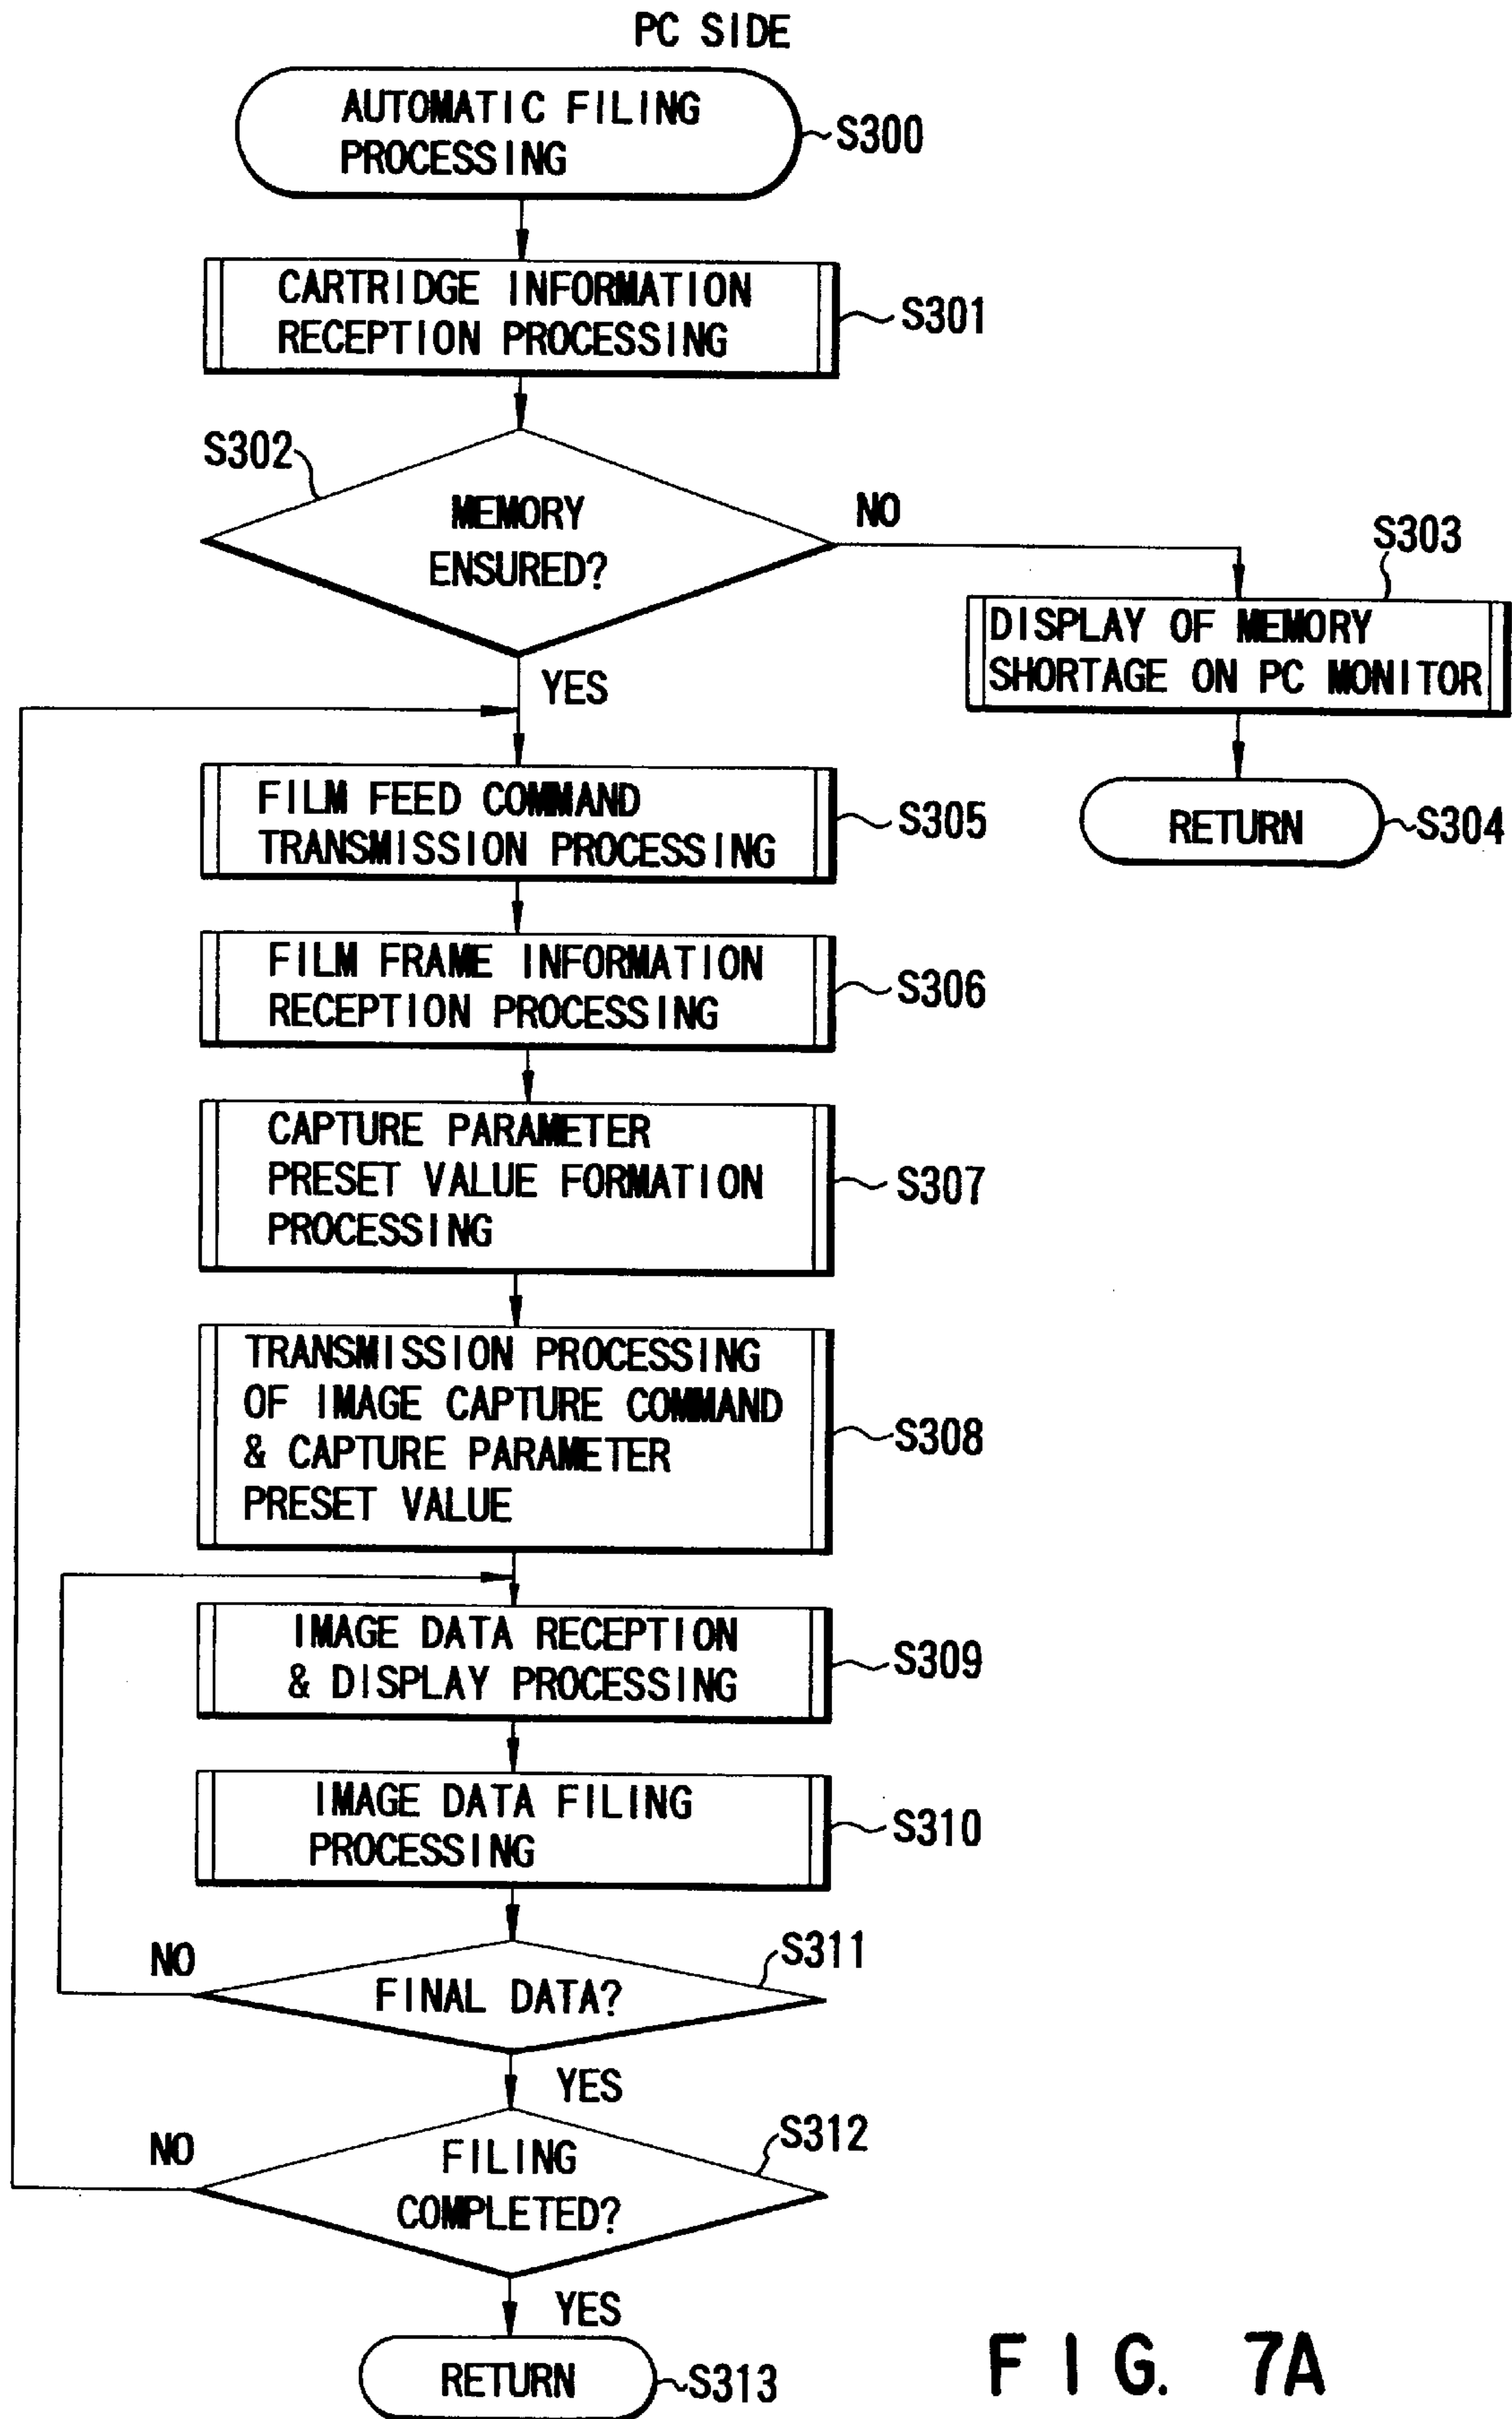 PC SIDE
AUTOMATIC FILING
PROCESSING
S300
CARTRIDGE INFORMATION
RECEPTION PROCESSING
S301
S302
MEMORY
ENSURED?
NO
YES
S303
DISPLAY OF MEMORY
SHORTAGE ON PC MONITOR
RETURN
S304
FILM FEED COMMAND
TRANSMISSION PROCESSING
S305
FILM FRAME INFORMATION
RECEPTION PROCESSING
S306
CAPTURE PARAMETER
PRESET VALUE FORMATION
PROCESSING
S307
TRANSMISSION PROCESSING
OF IMAGE CAPTURE COMMAND
& CAPTURE PARAMETER
PRESET VALUE
S308
IMAGE DATA RECEPTION
& DISPLAY PROCESSING
S309
IMAGE DATA FILING
PROCESSING
S310
NO
FINAL DATA?
S311
YES
NO
FILING
COMPLETED?
S312
YES
RETURN
S313
FIG. 7A